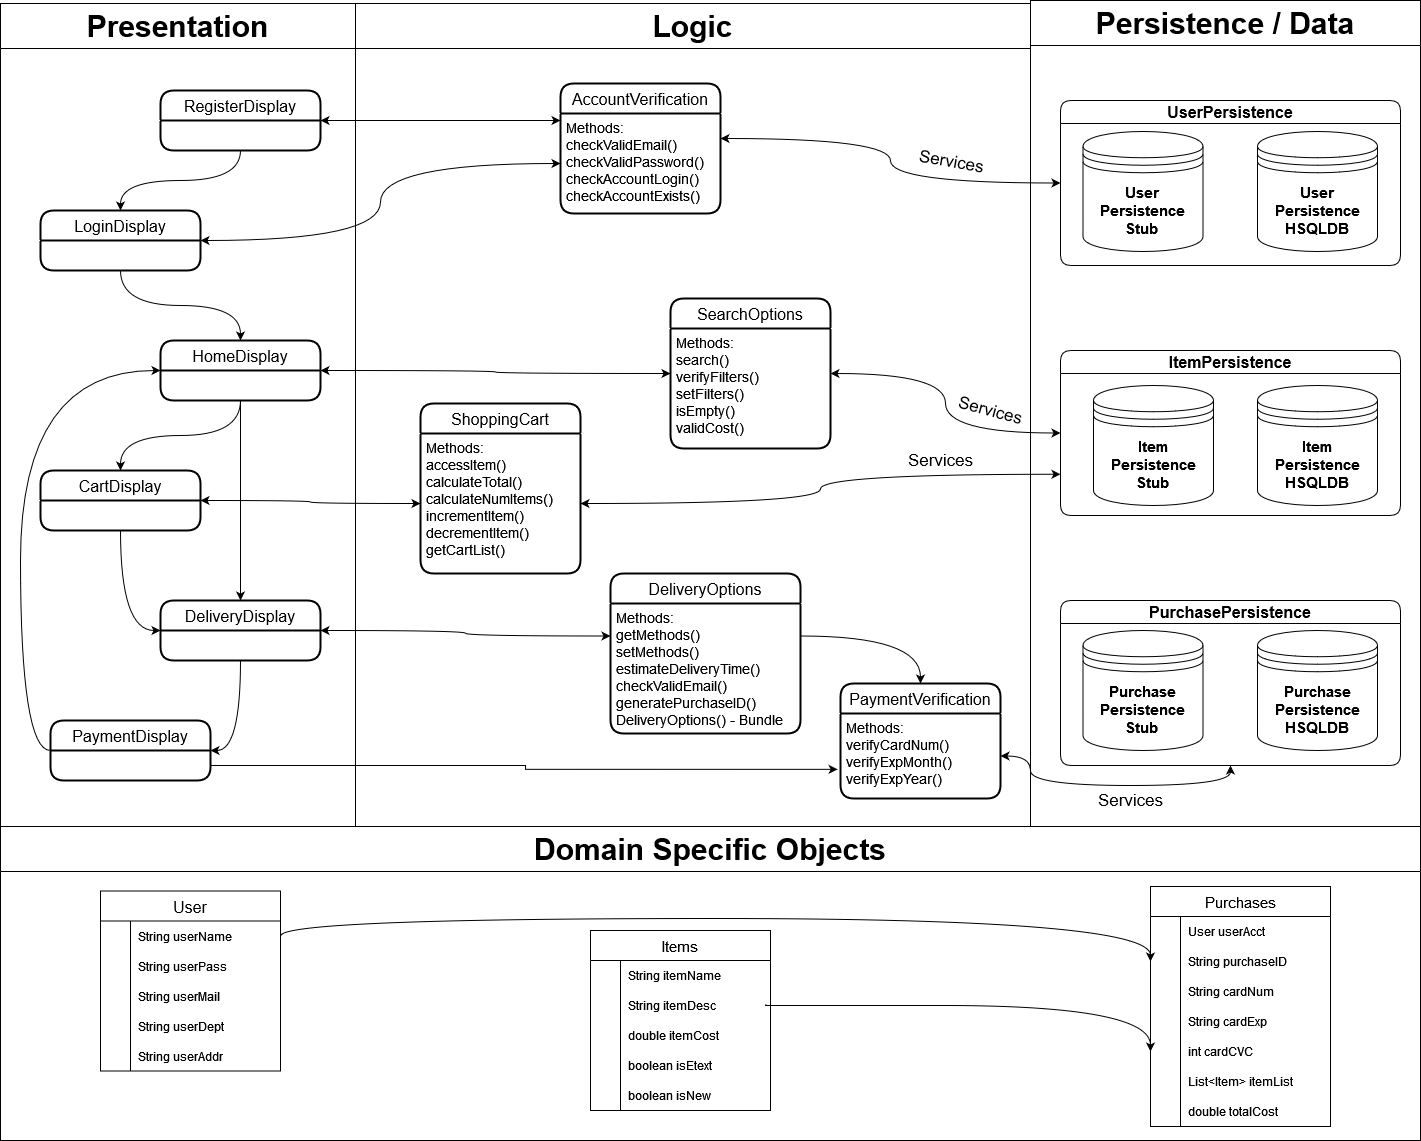 Presentation
Logic
Persistence / Data
RegisterDisplay
LoginDisplay
HomeDisplay
CartDisplay
DeliveryDisplay
PaymentDisplay
AccountVerification
Methods:
checkValidEmail()
checkValidPassword()
checkAccountLogin()
checkAccountExists()
Services
SearchOptions
Methods:
search()
verifyFilters()
setFilters()
isEmpty()
validCost()
Services
ShoppingCart
Methods:
accessItem()
calculateTotal()
calculateNumItems()
incrementItem()
decrementItem()
getCartList()
Services
DeliveryOptions
Methods:
getMethods()
setMethods()
estimateDeliveryTime()
checkValidEmail()
generatePurchaseID()
DeliveryOptions() - Bundle
PaymentVerification
Methods:
verifyCardNum()
verifyExpMonth()
verifyExpYear()
Services
UserPersistence
User
Persistence
Stub
User
Persistence
HSQLDB
ItemPersistence
Item
Persistence
Stub
Item
Persistence
HSQLDB
PurchasePersistence
Purchase
Persistence
Stub
Purchase
Persistence
HSQLDB
Domain Specific Objects
User
String userName
String userPass
String userMail
String userDept
String userAddr
Items
String itemName
String itemDesc
double itemCost
boolean isEtext
boolean isNew
Purchases
User userAcct
String purchaseID
String cardNum
String cardExp
int cardCVC
List<Item> itemList
double totalCost